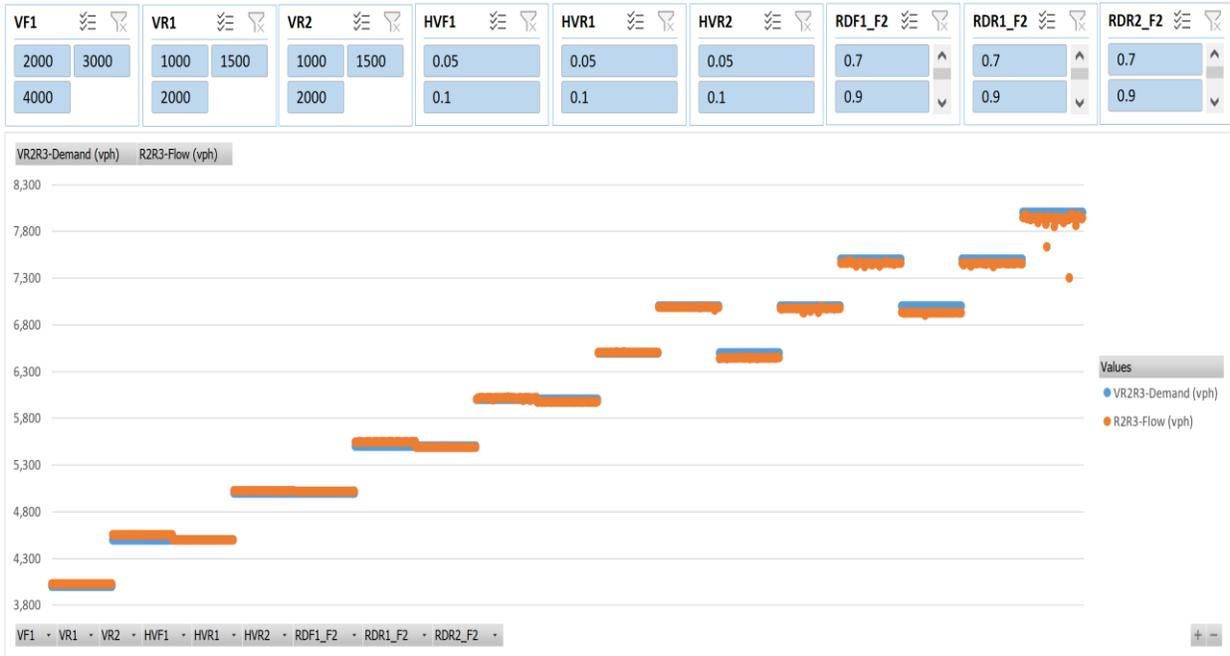 VF1 VR1 VR2 HVF1 HVR1 HVR2 RDF1_F2 RDR1_F2 RDR2_F2
2000 3000 1000 1500 1000 1500 0.05 0.05 0.05 0.7 0.7 0.7
4000 2000 2000 0.1 0.1 0.1 0.9 0.9 0.9
VR2R3-Demand (vph) R2R3-Flow (vph)
8,300
7,800
7,300
6,800
6,300
Values
VR2R3-Demand (vph)
5,800
R2R3-Flow (vph)
5,300
4,800
4,300
3,800
VF1 VR1 VR2 HVF1 HVR1 HVR2 RDF1_F2 RDR1_F2 RDR2_F2